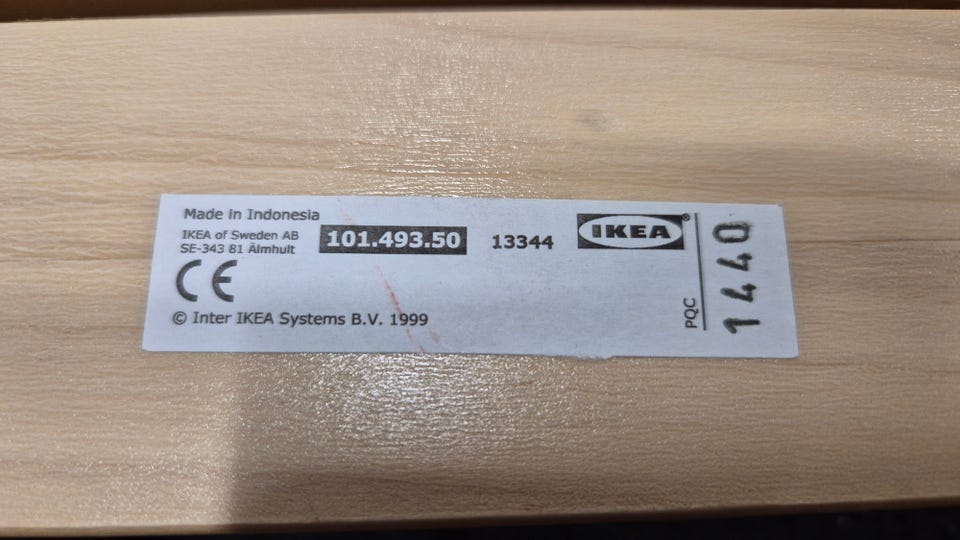 Made in Indonesia
IKEA of Sweden AB
SE-343 81 Älmhult
101.493.50
13344
IKEA®
CE
© Inter IKEA Systems B.V. 1999
PQC
1440